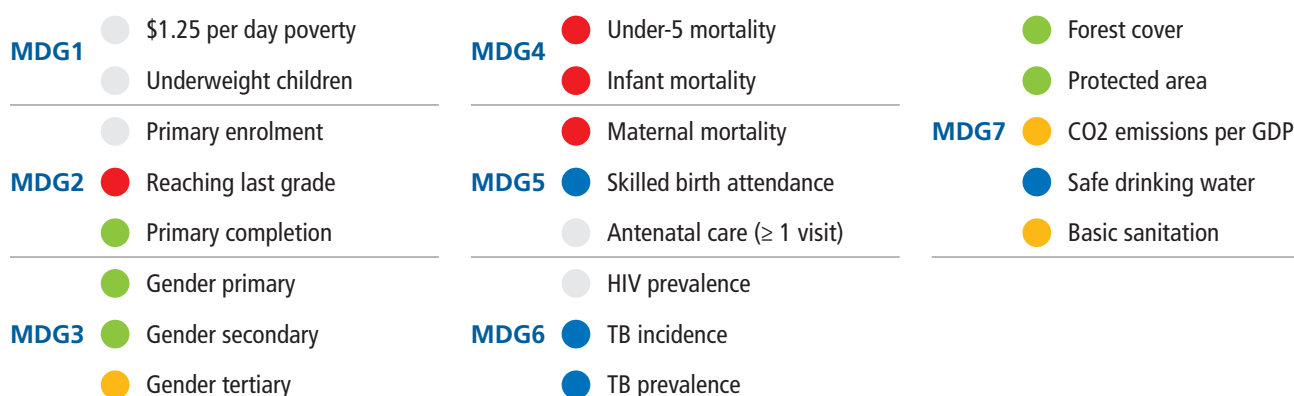 MDG1
$1.25 per day poverty
Underweight children
MDG2
Primary enrolment
Reaching last grade
Primary completion
MDG3
Gender primary
Gender secondary
Gender tertiary
MDG4
Under-5 mortality
Infant mortality
MDG5
Maternal mortality
Skilled birth attendance
Antenatal care (≥ 1 visit)
MDG6
HIV prevalence
TB incidence
TB prevalence
MDG7
Forest cover
Protected area
CO2 emissions per GDP
Safe drinking water
Basic sanitation